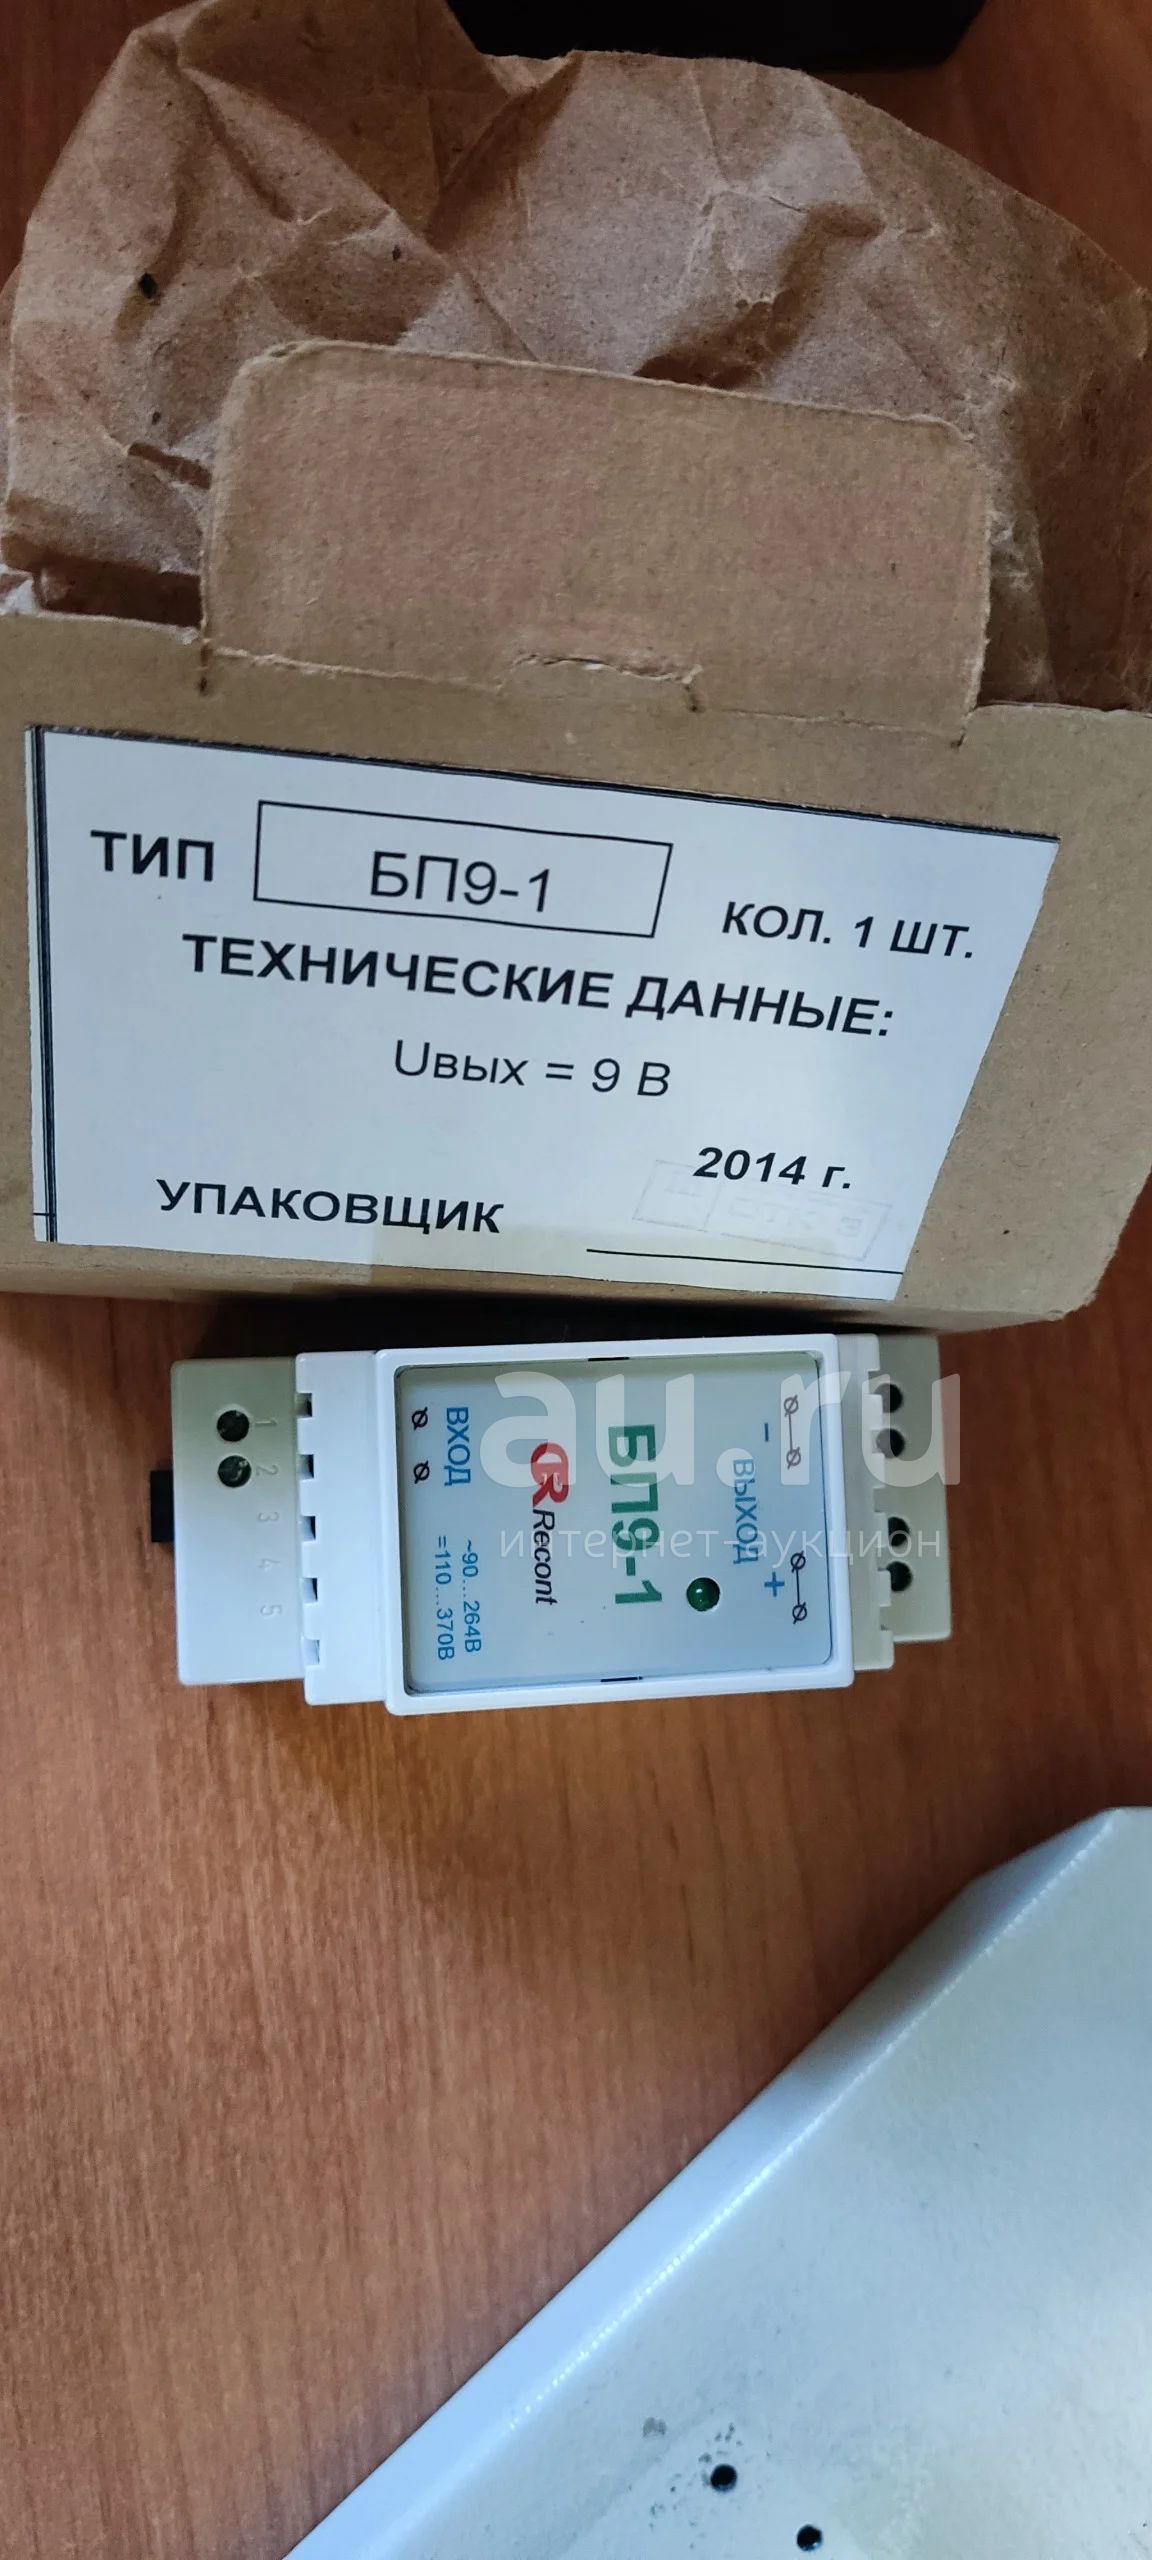 ТИП БП9-1 КОЛ. 1 ШТ.
ТЕХНИЧЕСКИЕ ДАННЫЕ:
Uвых = 9 В
2014 г.
УПАКОВЩИК
- ВЫХОД +
БП9-1
Recont
ВХОД ~90...264В
=110...370В
1 2 3 4 5
au.ru
интернет-аукцион